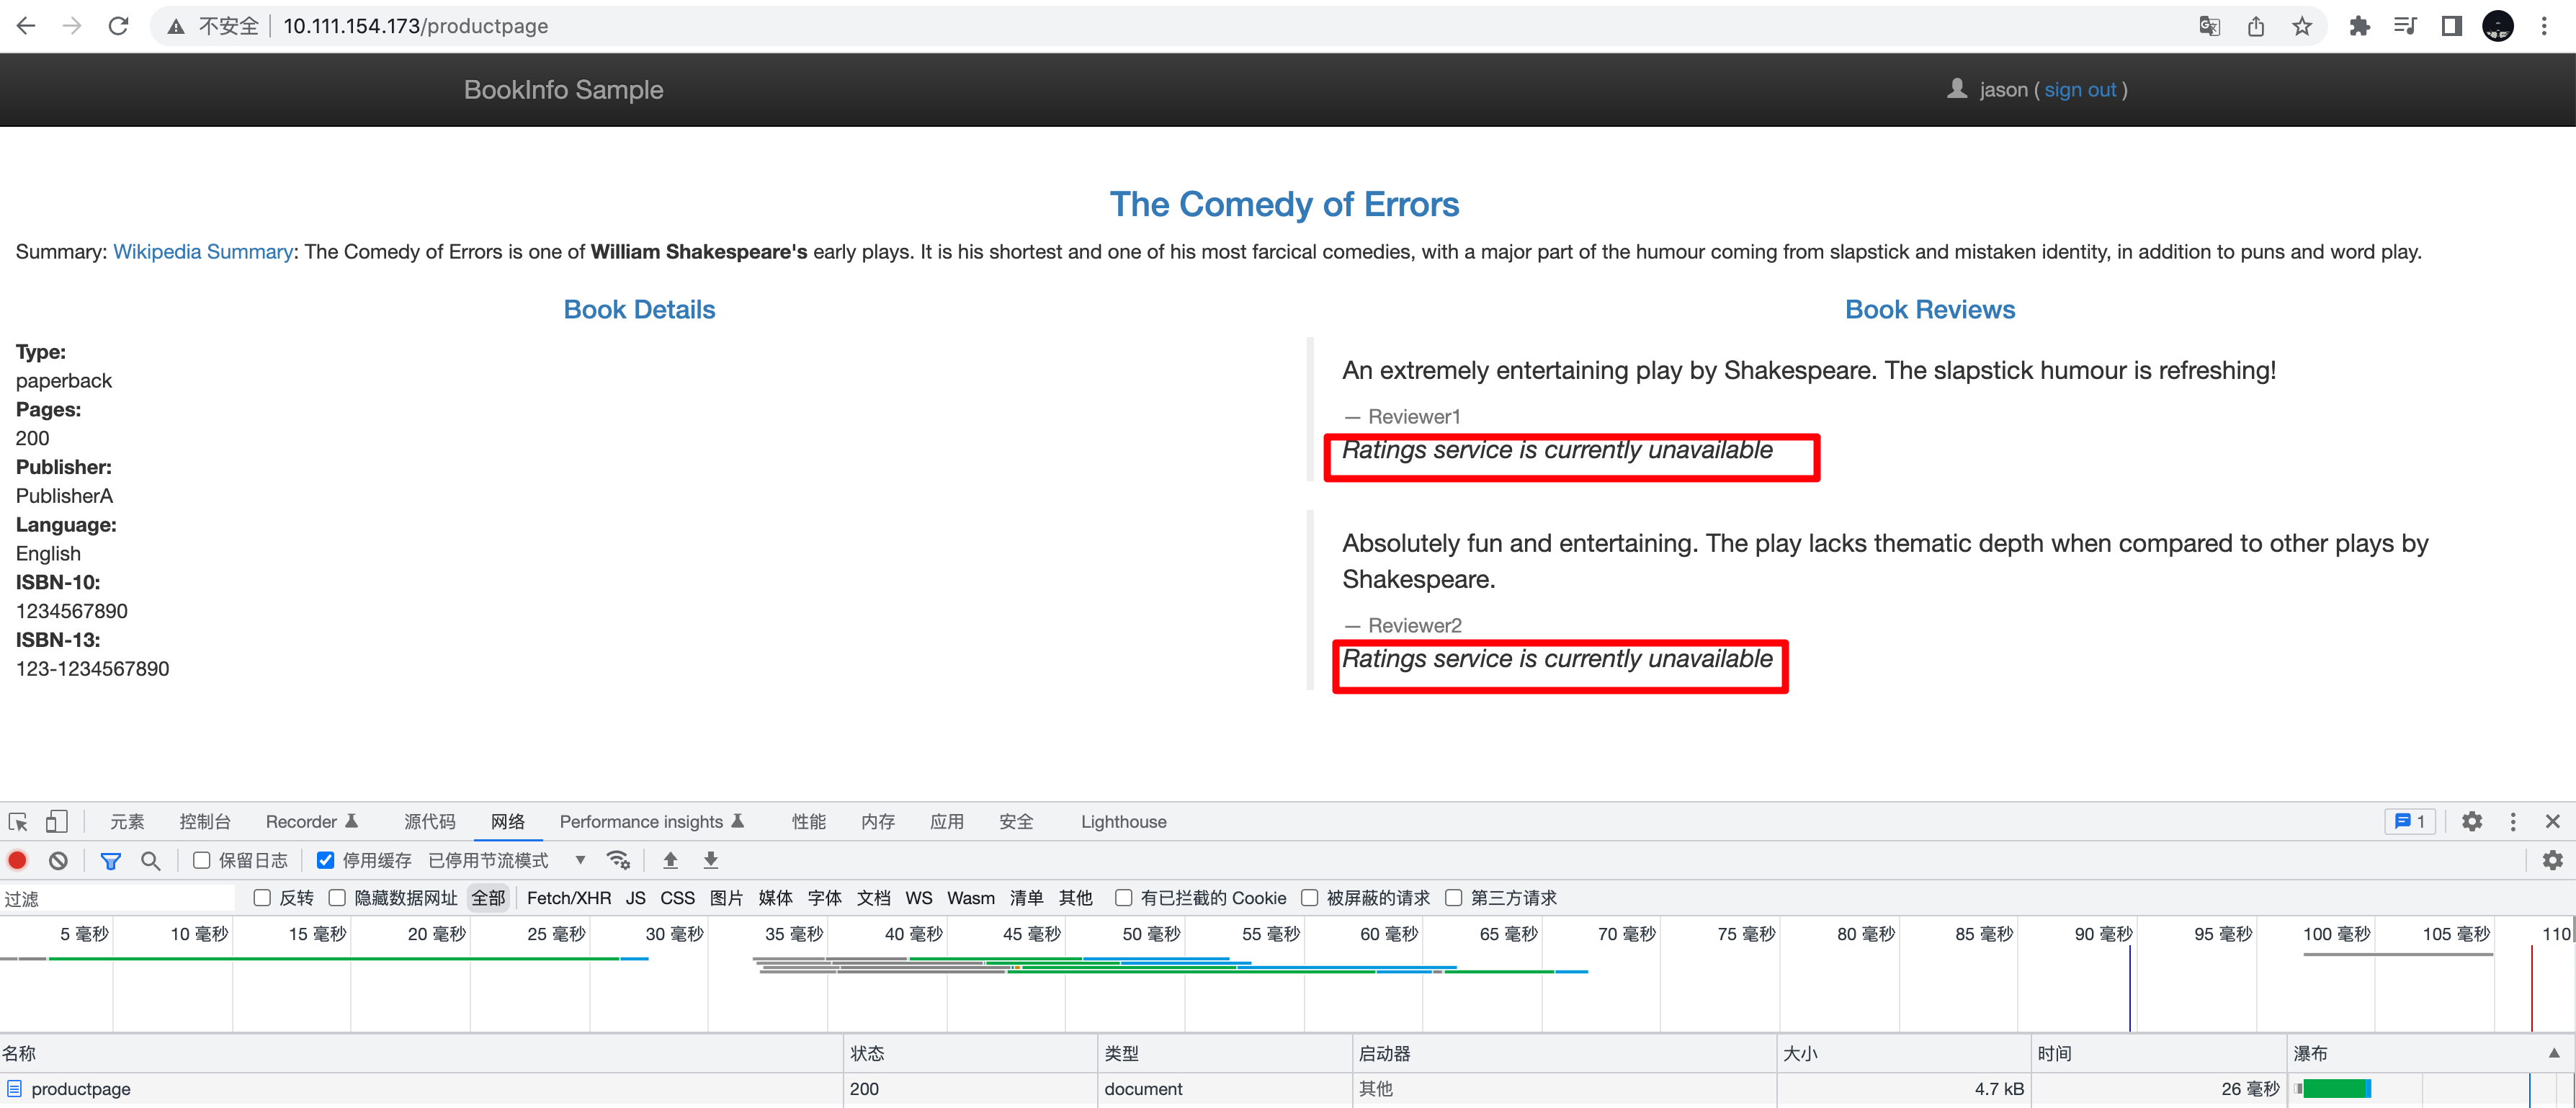 不安全 10.111.154.173/productpage
BookInfo Sample
jason ( sign out )
The Comedy of Errors
Summary: Wikipedia Summary: The Comedy of Errors is one of William Shakespeare's early plays. It is his shortest and one of his most farcical comedies, with a major part of the humour coming from slapstick and mistaken identity, in addition to puns and word play.
Book Details
Type:
paperback
Pages:
200
Publisher:
PublisherA
Language:
English
ISBN-10:
1234567890
ISBN-13:
123-1234567890
Book Reviews
An extremely entertaining play by Shakespeare. The slapstick humour is refreshing!
— Reviewer1
Ratings service is currently unavailable
Absolutely fun and entertaining. The play lacks thematic depth when compared to other plays by
Shakespeare.
— Reviewer2
Ratings service is currently unavailable
元素 控制台 Recorder 源代码 网络 Performance insights 性能 内存 应用 安全 Lighthouse 1
保留日志 停用缓存 已停用节流模式
过滤 反转 隐藏数据网址 全部 Fetch/XHR JS CSS 图片 媒体 字体 文档 WS Wasm 清单 其他 有已拦截的 Cookie 被屏蔽的请求 第三方请求
5 毫秒 10 毫秒 15 毫秒 20 毫秒 25 毫秒 30 毫秒 35 毫秒 40 毫秒 45 毫秒 50 毫秒 55 毫秒 60 毫秒 65 毫秒 70 毫秒 75 毫秒 80 毫秒 85 毫秒 90 毫秒 95 毫秒 100 毫秒 105 毫秒 110
名称 状态 类型 启动器 大小 时间 瀑布
productpage 200 document 其他 4.7 kB 26 毫秒